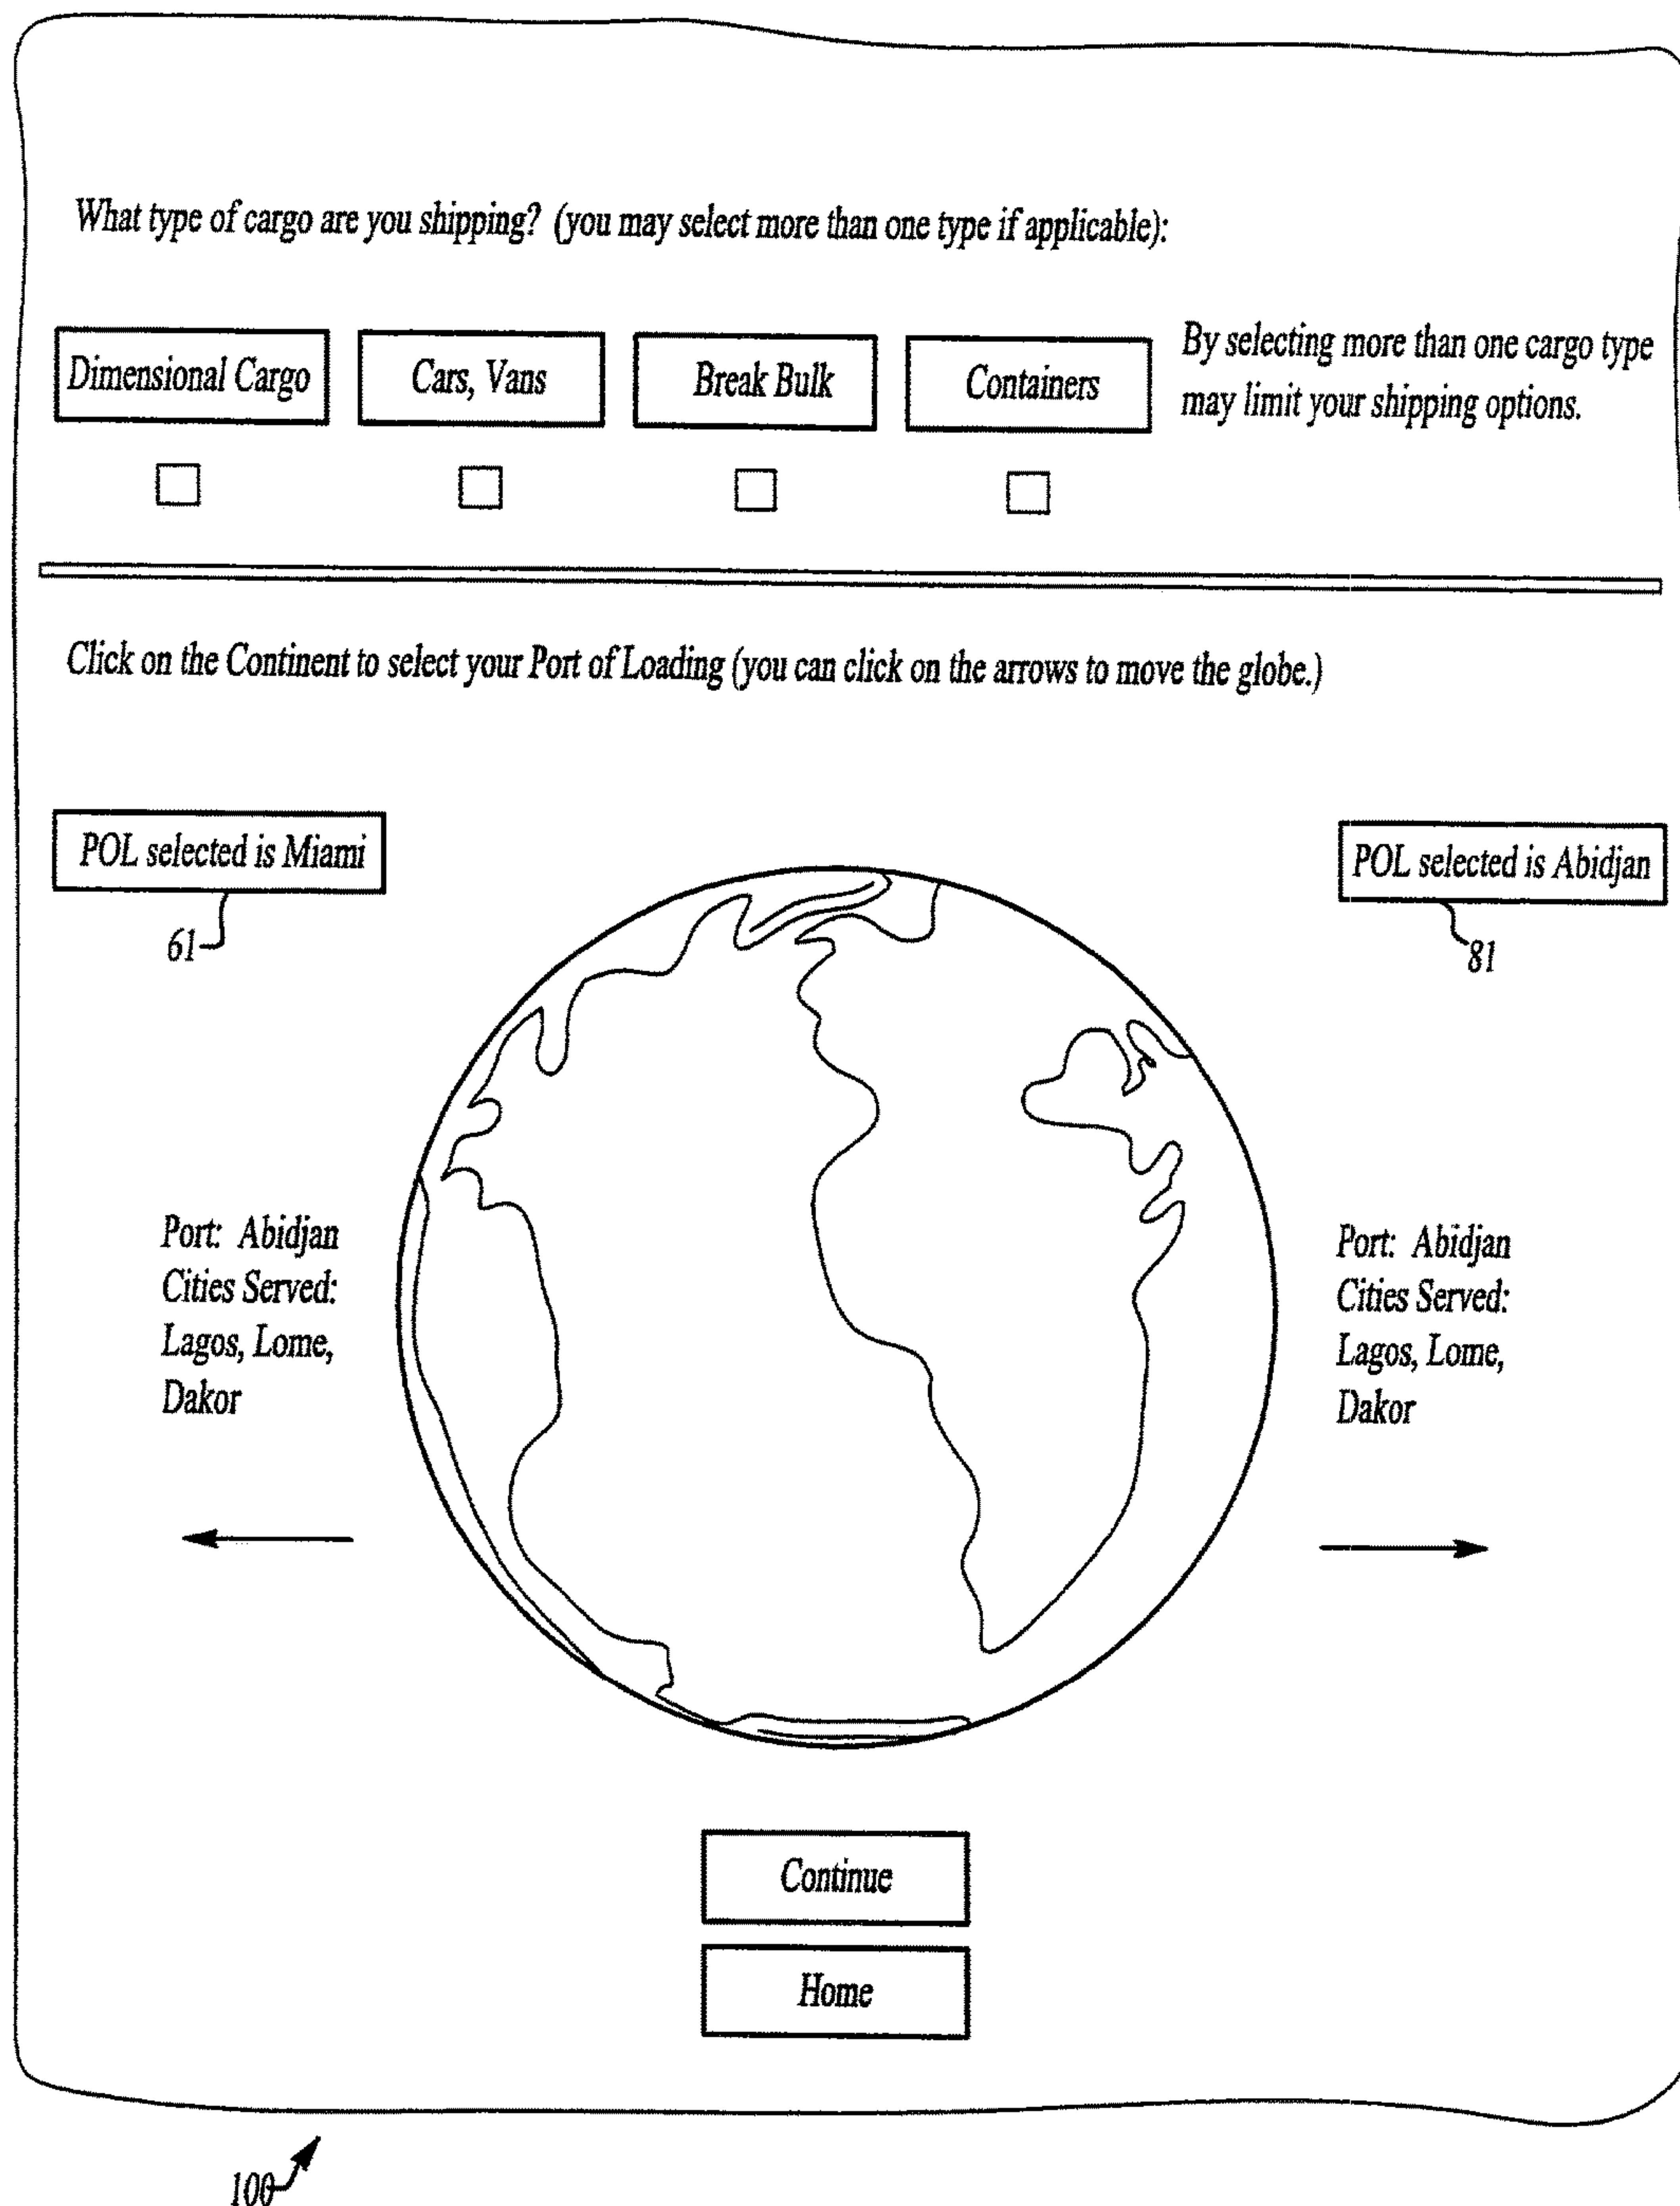 What type of cargo are you shipping? (you may select more than one type if applicable):
Dimensional Cargo
Cars, Vans
Break Bulk
Containers
By selecting more than one cargo type
may limit your shipping options.
Click on the Continent to select your Port of Loading (you can click on the arrows to move the globe.)
POL selected is Miami
61
POL selected is Abidjan
81
Port: Abidjan
Cities Served:
Lagos, Lome,
Dakor
Port: Abidjan
Cities Served:
Lagos, Lome,
Dakor
Continue
Home
100